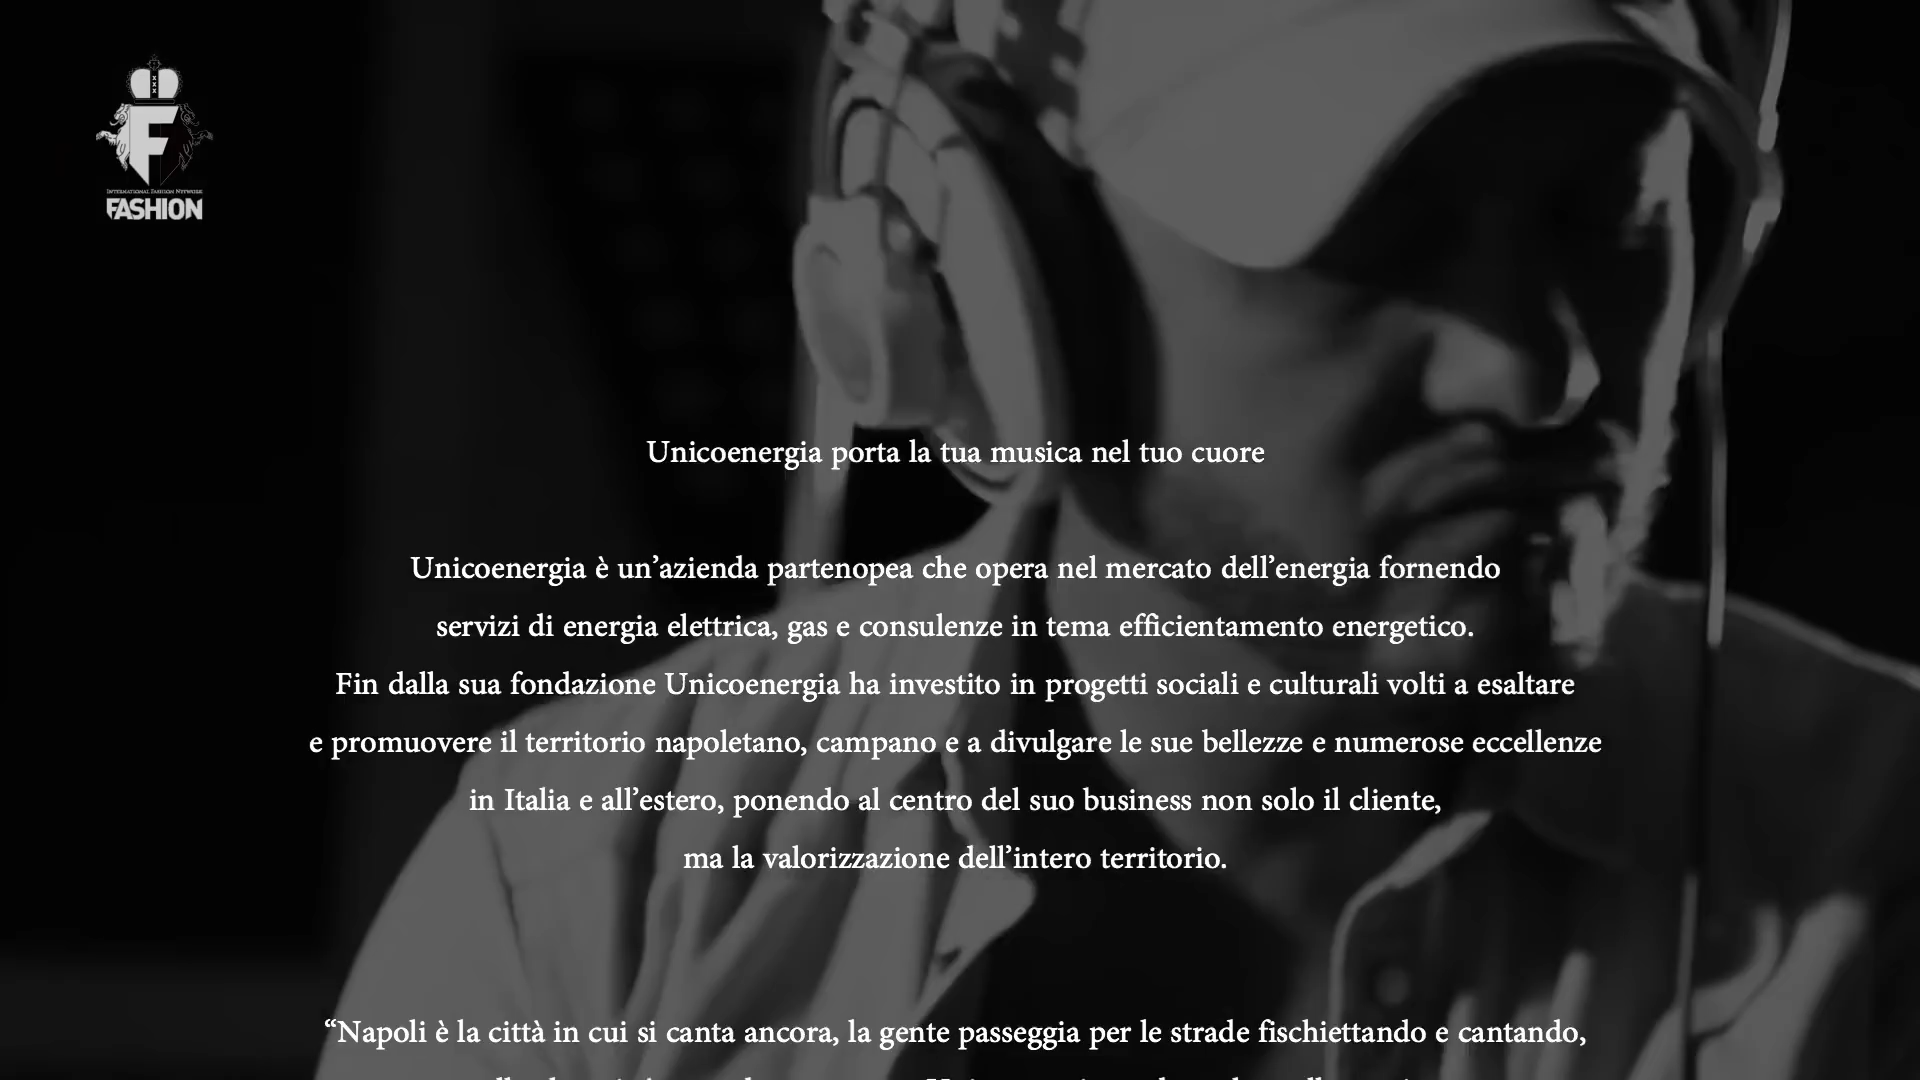 XXX
F
INTERNATIONAL FASHION NETWORK
FASHION
Unicoenergia porta la tua musica nel tuo cuore
Unicoenergia è un’azienda partenopea che opera nel mercato dell’energia fornendo
servizi di energia elettrica, gas e consulenze in tema efficientamento energetico.
Fin dalla sua fondazione Unicoenergia ha investito in progetti sociali e culturali volti a esaltare
e promuovere il territorio napoletano, campano e a divulgare le sue bellezze e numerose eccellenze
in Italia e all’estero, ponendo al centro del suo business non solo il cliente,
ma la valorizzazione dell’intero territorio.
“Napoli è la città in cui si canta ancora, la gente passeggia per le strade fischiettando e cantando,